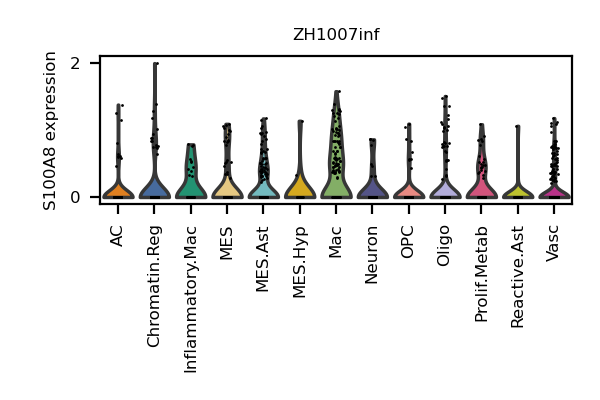 ZH1007inf
S100A8 expression
2
0
AC
Chromatin.Reg
Inflammatory.Mac
MES
MES.Ast
MES.Hyp
Mac
Neuron
OPC
Oligo
Prolif.Metab
Reactive.Ast
Vasc